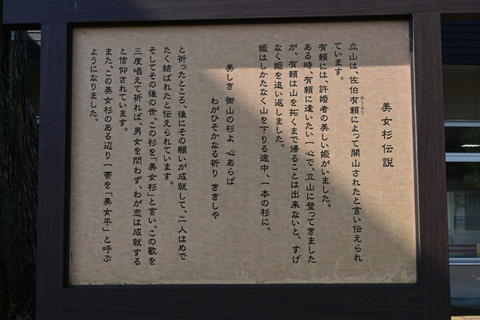 美女杉伝説
立山は、佐伯有頼によって開山されたと言い伝えられ
ています。
有頼には、許婚者の美しい姫がいました。
ある時、有頼に逢いたい一心で、立山に登ってきました
が、有頼は山を拓くまで帰ることは出来ないと、すげ
なく姫を追い返しました。
姫はしかたなく山を下りる途中、一本の杉に、
美しき 御山の杉よ 心あらば
わがひそかなる祈り ききしや
と祈ったところ、後にその願いが成就して、二人はめで
たく結ばれたと伝えられています。
そしてその後の世、この杉を「美女杉」と言い、この歌を
三度唱えて祈れば、男女を問わず、わが恋は成就する
と信仰されています。
また、この美女杉のある辺り一帯を「美女平」と呼ぶ
ようになりました。